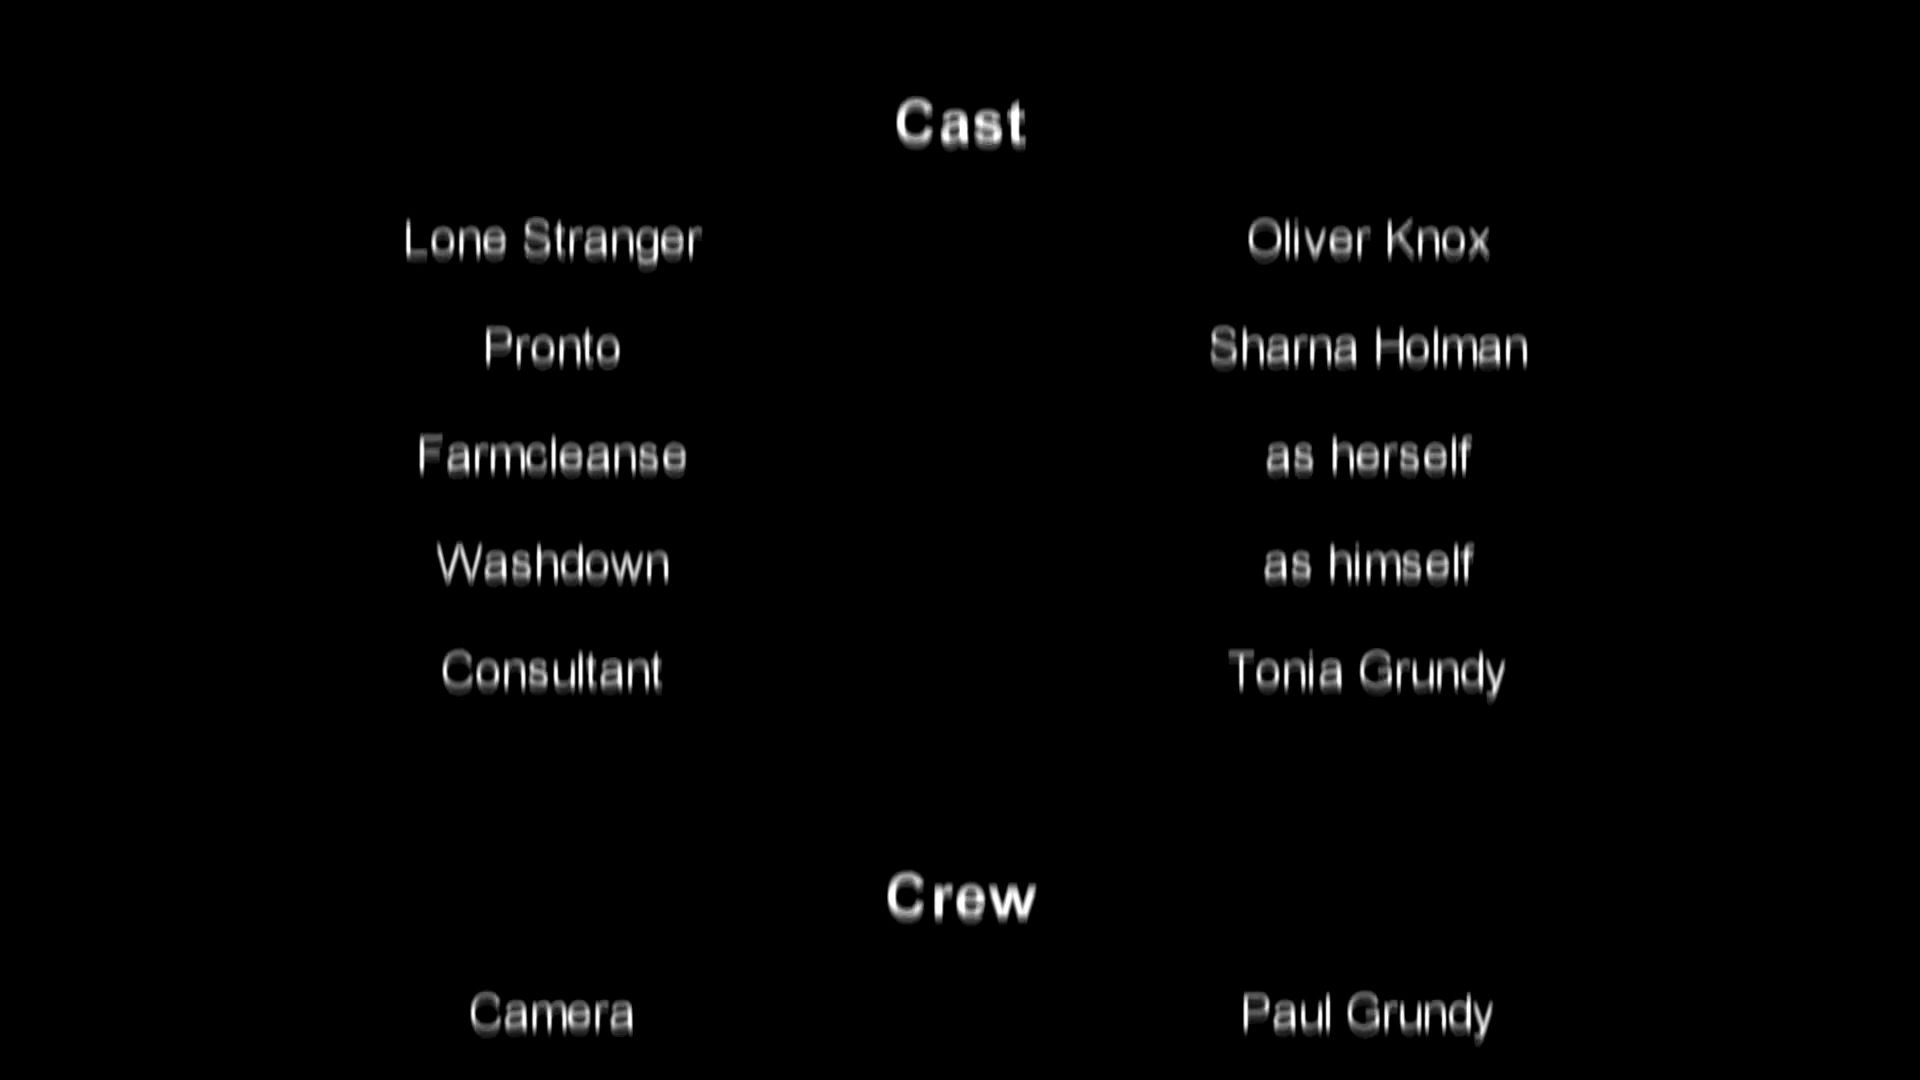 Cast
Lone Stranger Oliver Knox
Pronto Sharna Holman
Farmcleanse as herself
Washdown as himself
Consultant Tonia Grundy
Crew
Camera Paul Grundy